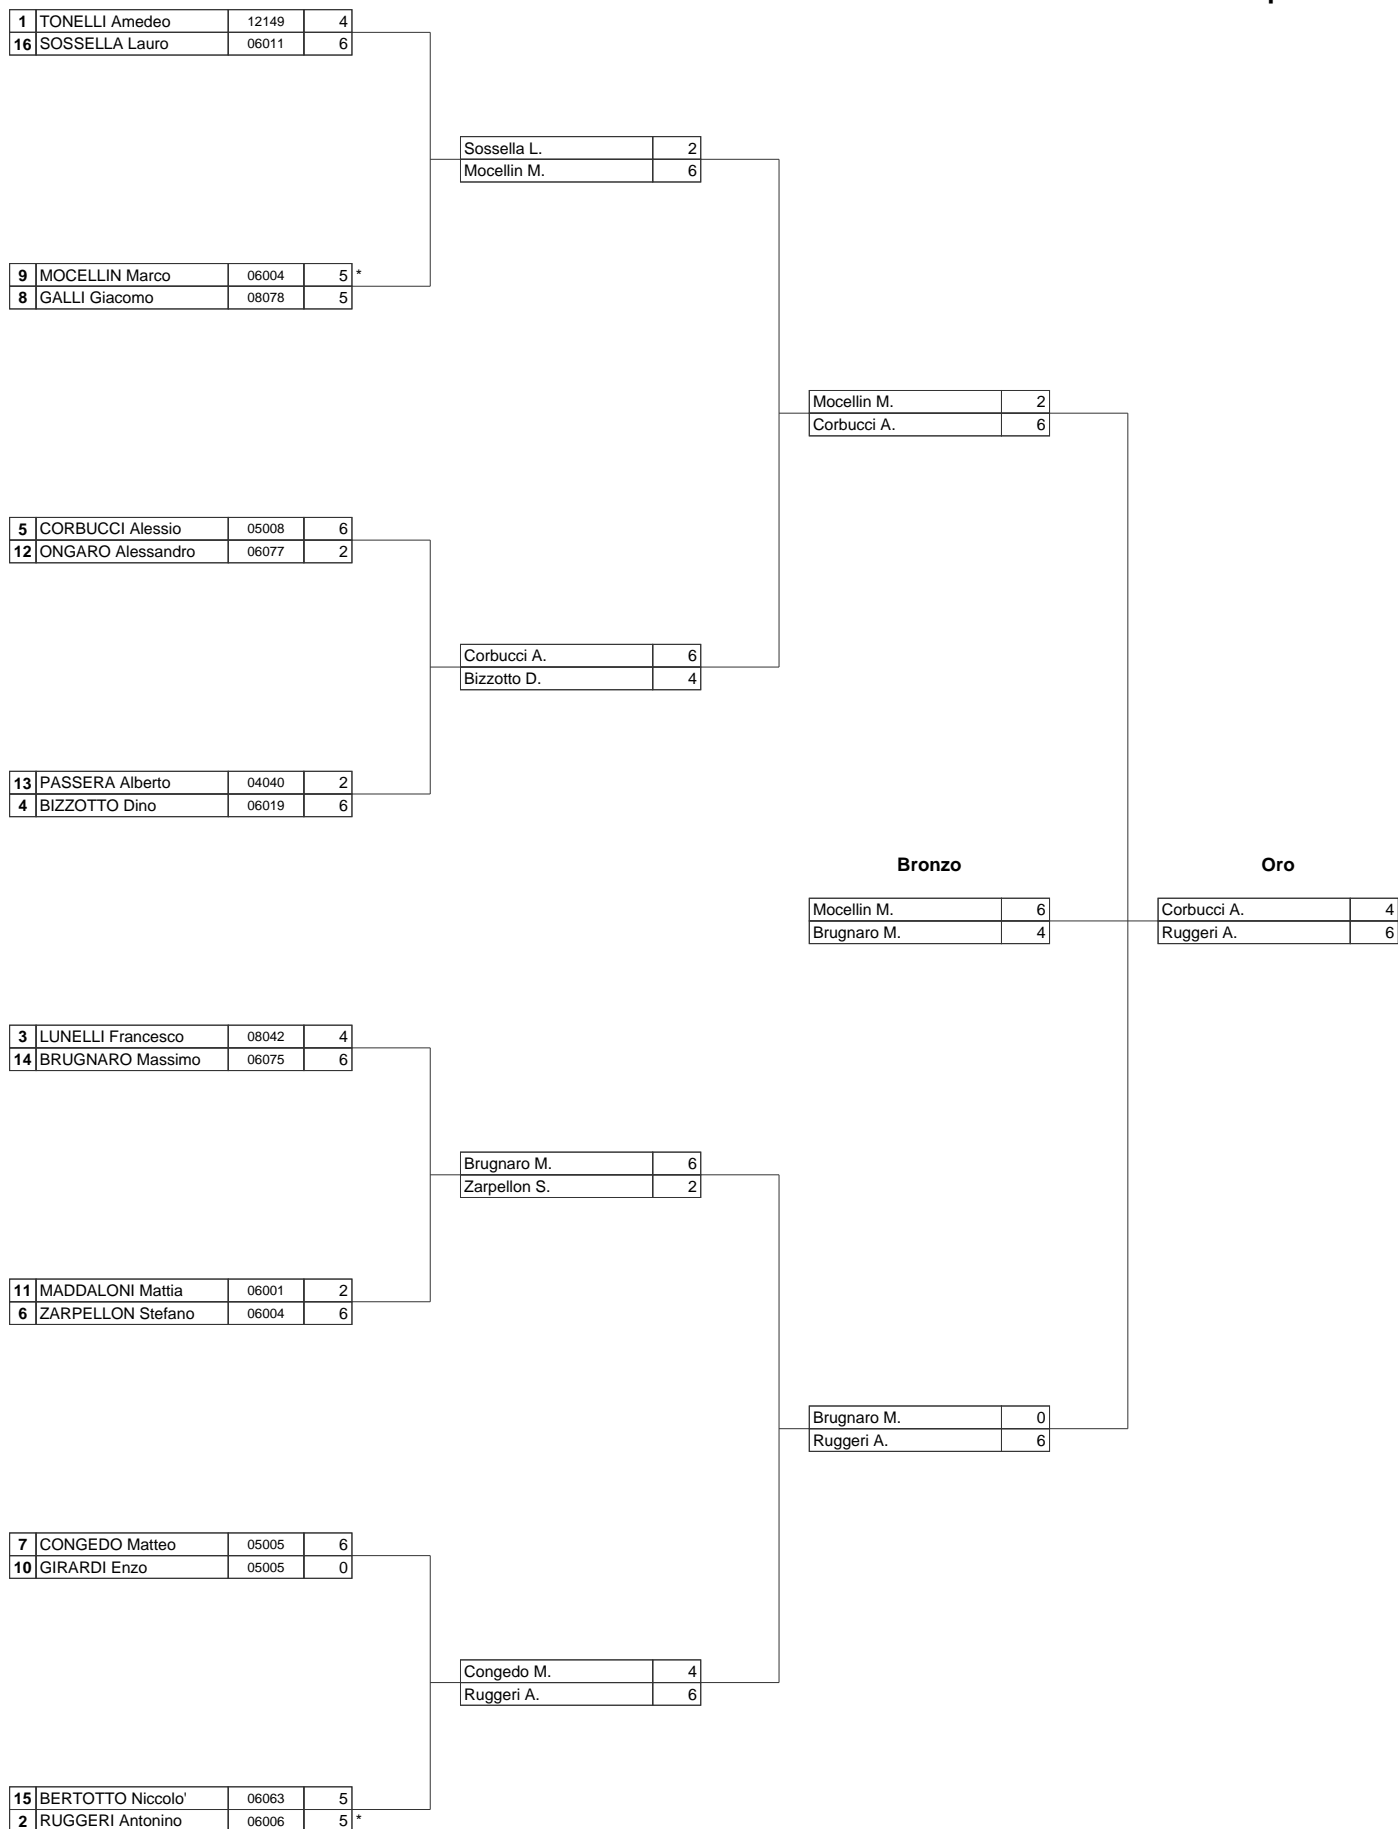 1 TONELLI Amedeo 12149 4
16 SOSSELLA Lauro 06011 6
Sossella L. 2
Mocellin M. 6
9 MOCELLIN Marco 06004 5 *
8 GALLI Giacomo 08078 5
Mocellin M. 2
Corbucci A. 6
5 CORBUCCI Alessio 05008 6
12 ONGARO Alessandro 06077 2
Corbucci A. 6
Bizzotto D. 4
13 PASSERA Alberto 04040 2
4 BIZZOTTO Dino 06019 6
Bronzo Oro
Mocellin M. 6 Corbucci A. 4
Brugnaro M. 4 Ruggeri A. 6
3 LUNELLI Francesco 08042 4
14 BRUGNARO Massimo 06075 6
Brugnaro M. 6
Zarpellon S. 2
11 MADDALONI Mattia 06001 2
6 ZARPELLON Stefano 06004 6
Brugnaro M. 0
Ruggeri A. 6
7 CONGEDO Matteo 05005 6
10 GIRARDI Enzo 05005 0
Congedo M. 4
Ruggeri A. 6
15 BERTOTTO Niccolo' 06063 5
2 RUGGERI Antonino 06006 5 *